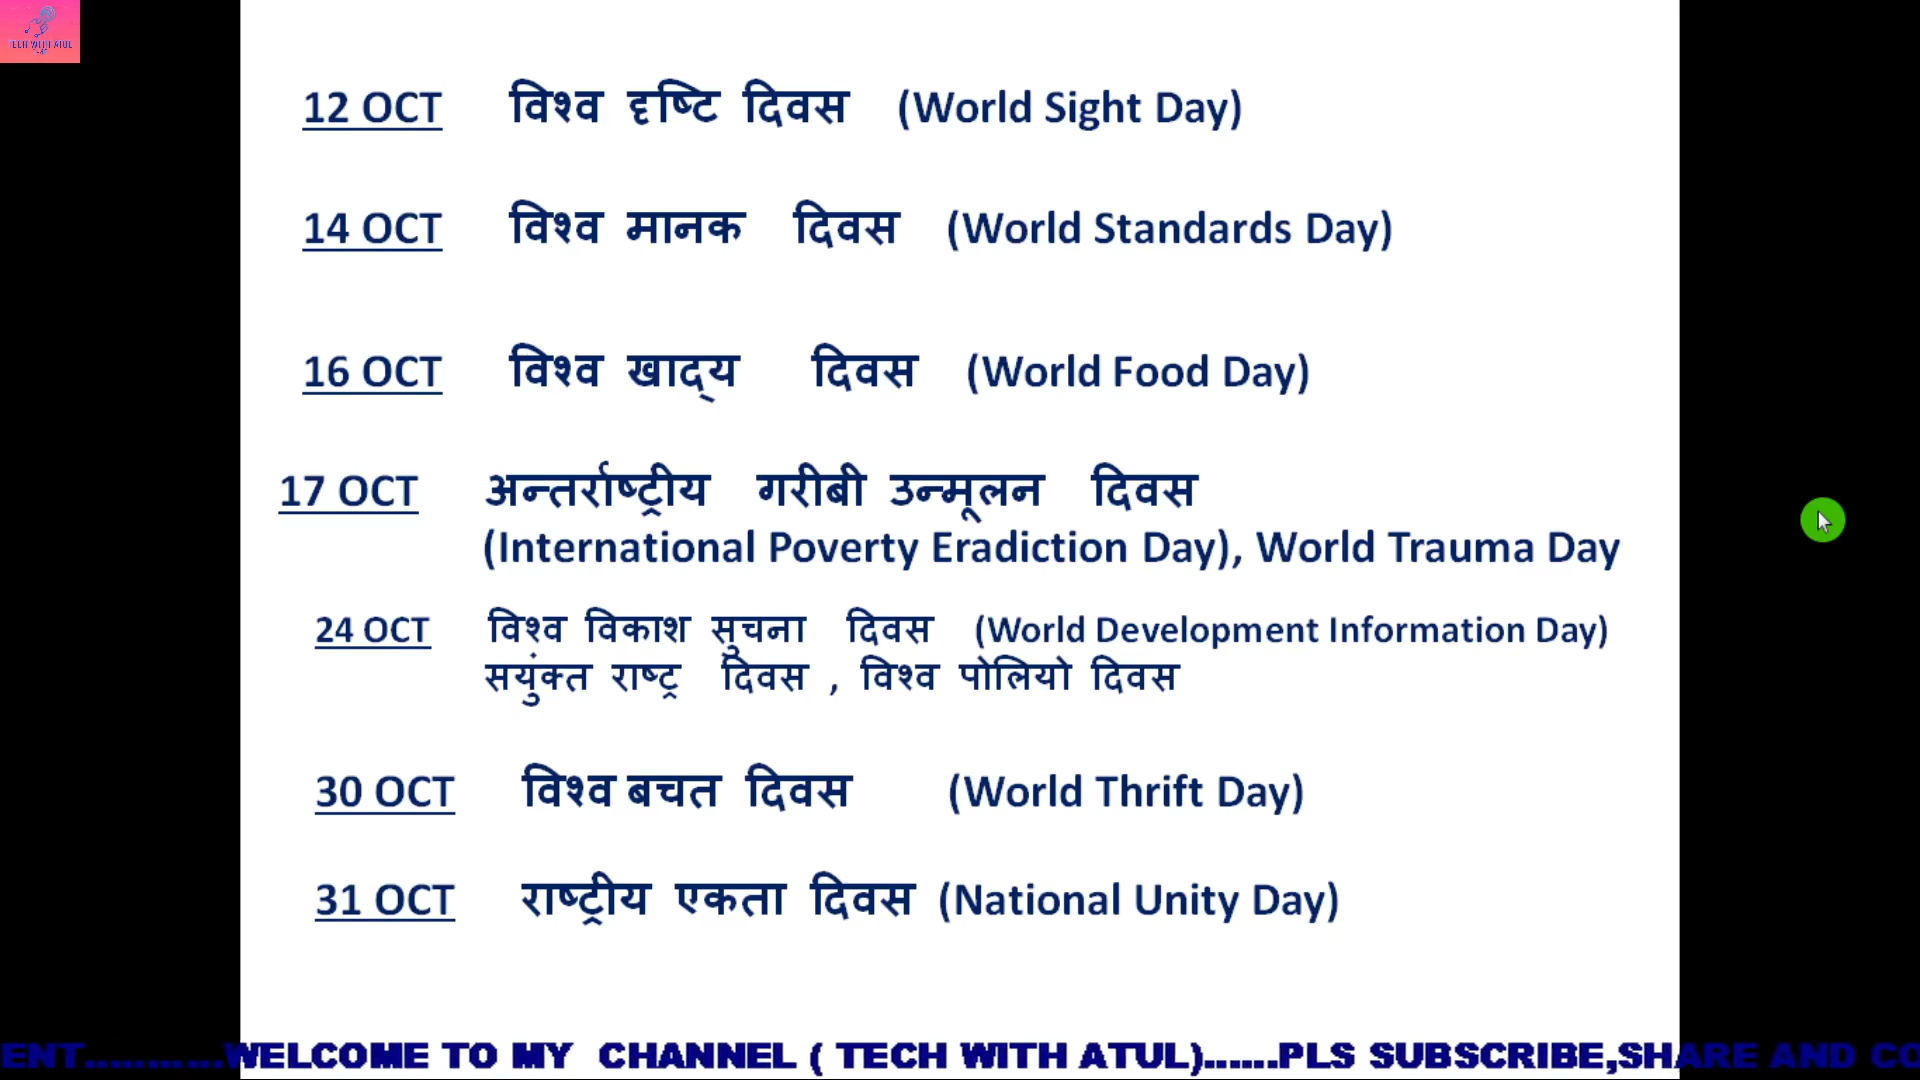 TECH WITH ATUL
12 OCT विश्व दृष्टि दिवस (World Sight Day)
14 OCT विश्व मानक दिवस (World Standards Day)
16 OCT विश्व खाद्य दिवस (World Food Day)
17 OCT अन्तर्राष्ट्रीय गरीबी उन्मूलन दिवस
(International Poverty Eradiction Day), World Trauma Day
24 OCT विश्व विकाश सुचना दिवस (World Development Information Day)
सयुंक्त राष्ट्र दिवस , विश्व पोलियो दिवस
30 OCT विश्व बचत दिवस (World Thrift Day)
31 OCT राष्ट्रीय एकता दिवस (National Unity Day)
ENT...........WELCOME TO MY CHANNEL ( TECH WITH ATUL)......PLS SUBSCRIBE,SHARE AND CO